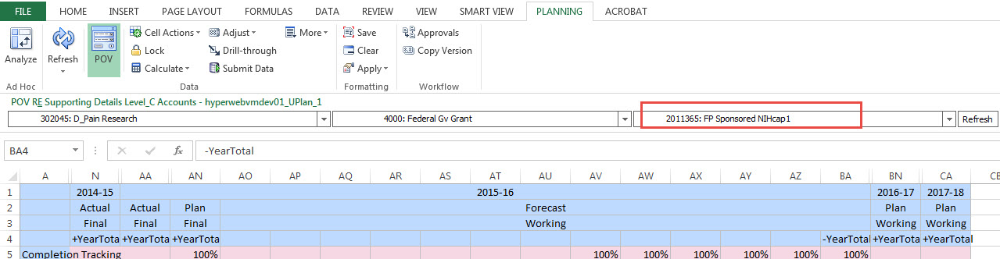 FILE HOME INSERT PAGE LAYOUT FORMULAS DATA REVIEW VIEW SMART VIEW PLANNING ACROBAT
Analyze Refresh POV Cell Actions Adjust More Save Approvals
Lock Drill-through Clear Copy Version
Calculate Submit Data Apply
Ad Hoc Data Formatting Workflow
POV RE Supporting Details Level_C Accounts - hyperwebvmdev01_UPlan_1
302045: D_Pain Research 4000: Federal Gv Grant 2011365: FP Sponsored NIHcap1 Refresh
BA4 fx -YearTotal
A N AA AN AO AP AQ AR AS AT AU AV AW AX AY AZ BA BN CA CB
1 2014-15 2015-16 2016-17 2017-18
2 Actual Actual Plan Forecast Plan Plan
3 Final Final Final Working Working Working
4 +YearTota +YearTota +YearTotal -YearTotal +YearTotal +YearTotal
5 Completion Tracking 100% 100% 100% 100% 100% 100% 100%